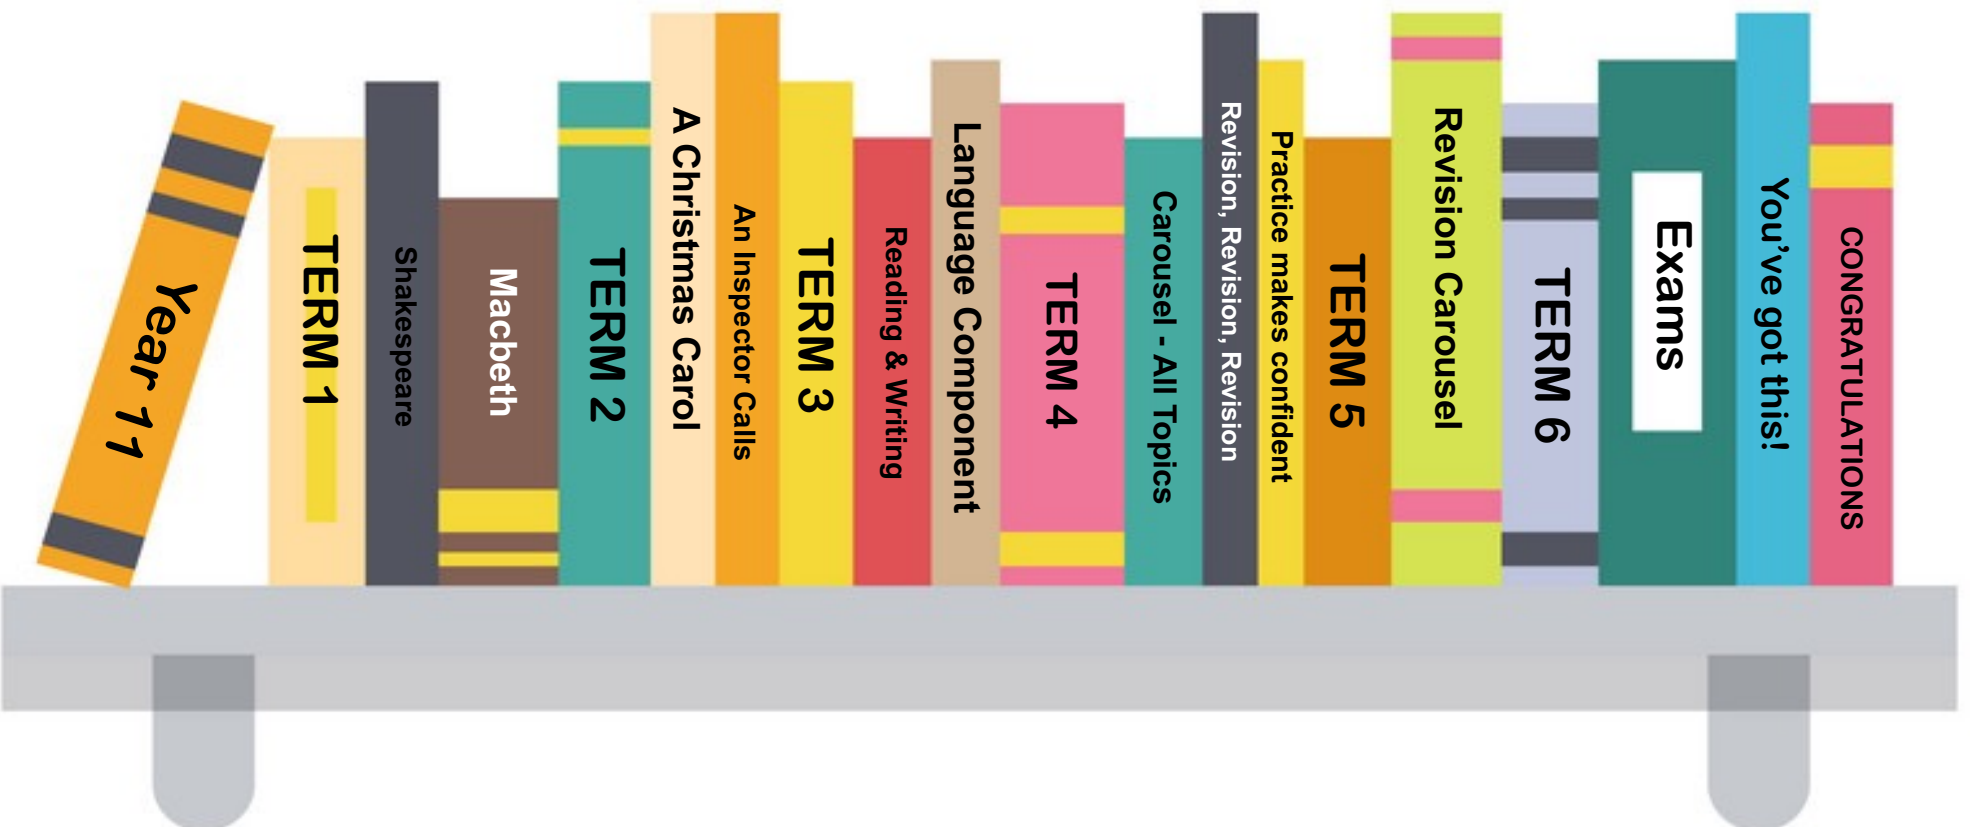 Year 11
TERM 1
Shakespeare
Macbeth
TERM 2
A Christmas Carol
An Inspector Calls
TERM 3
Reading & Writing
Language Component
TERM 4
Carousel - All Topics
Revision, Revision, Revision
Practice makes confident
TERM 5
Revision Carousel
TERM 6
Exams
You've got this!
CONGRATULATIONS